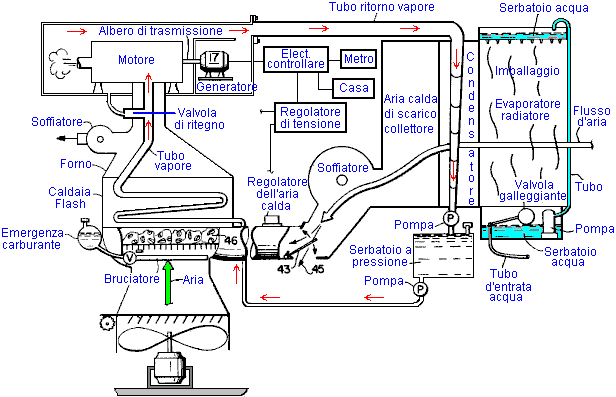 Tubo ritorno vapore
Serbatoio acqua
Albero di trasmissione
Motore
17
Generatore
Elect.
controllare
Metro
Casa
Regolatore
di tensione
Aria calda
di scarico
collettore
Condensatore
Imballaggio
Evaporatore
radiatore
Flusso
d'aria
Valvola
di ritegno
Soffiatore
Forno
Tubo
vapore
Caldaia
Flash
Soffiatore
Regolatore
dell'aria
calda
Valvola
galleggiante
Tubo
Pompa
P
Pompa
Emergenza
carburante
46
43
45
Serbatoio a
pressione
Serbatoio
acqua
V
Bruciatore
Aria
Pompa
P
Tubo
d'entrata
acqua